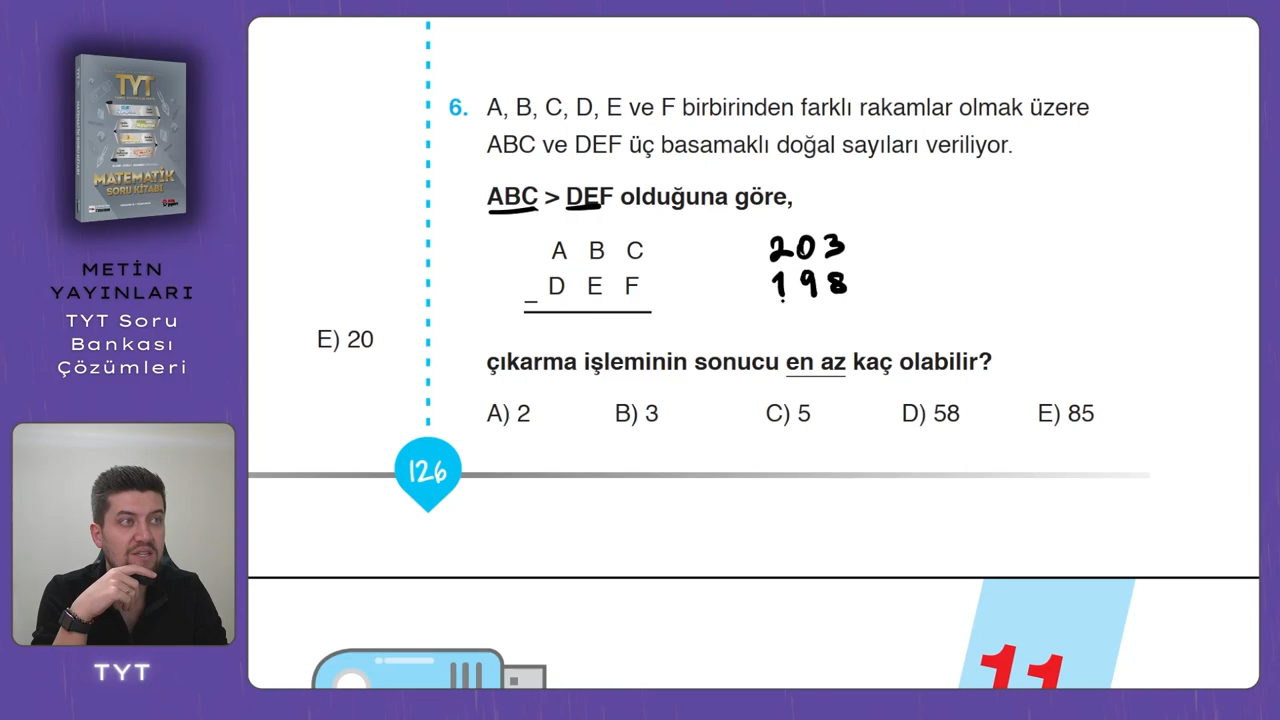 TYT
MATEMATİK
SORU KİTABI
METİN
YAYINLARI
TYT Soru
Bankası
Çözümleri
TYT
E) 20
126
6. A, B, C, D, E ve F birbirinden farklı rakamlar olmak üzere
ABC ve DEF üç basamaklı doğal sayıları veriliyor.
ABC > DEF olduğuna göre,
A B C
_ D E F
203
198
çıkarma işleminin sonucu en az kaç olabilir?
A) 2 B) 3 C) 5 D) 58 E) 85
11